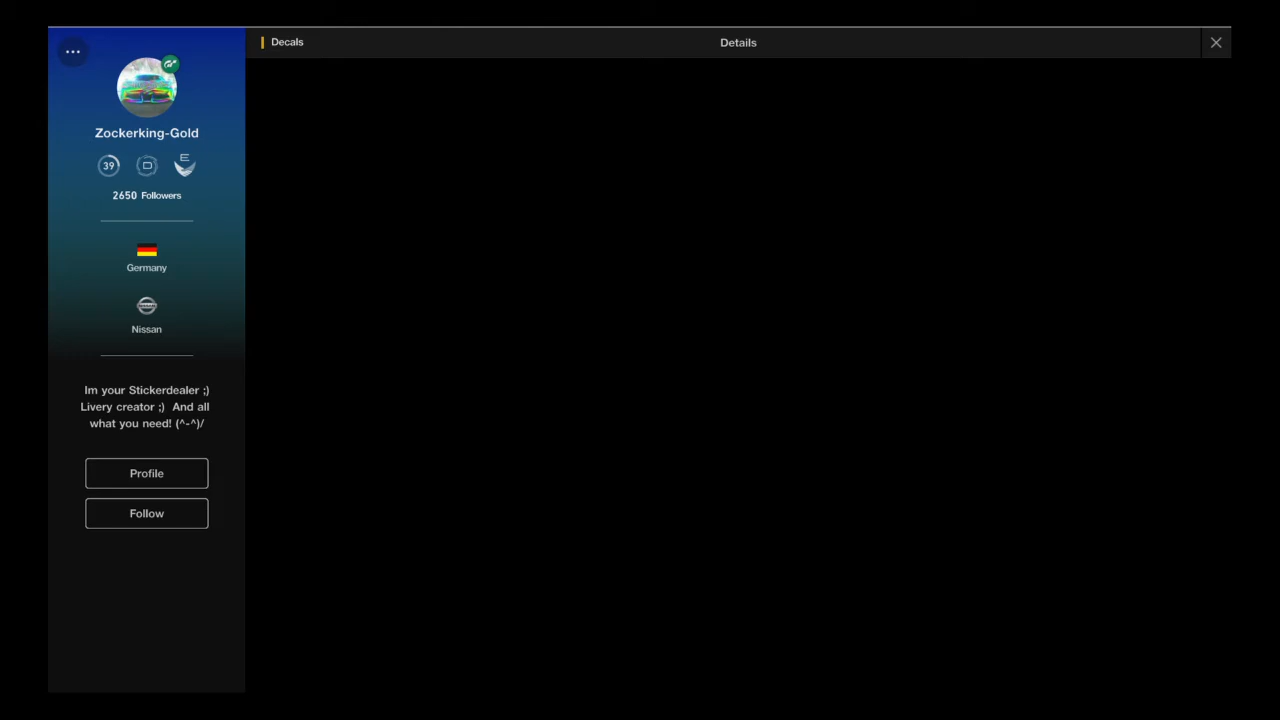 Decals
Details
Zockerking-Gold
39
D
E
2650 Followers
Germany
Nissan
Im your Stickerdealer ;)
Livery creator ;)  And all
what you need! (^-^)/
Profile
Follow